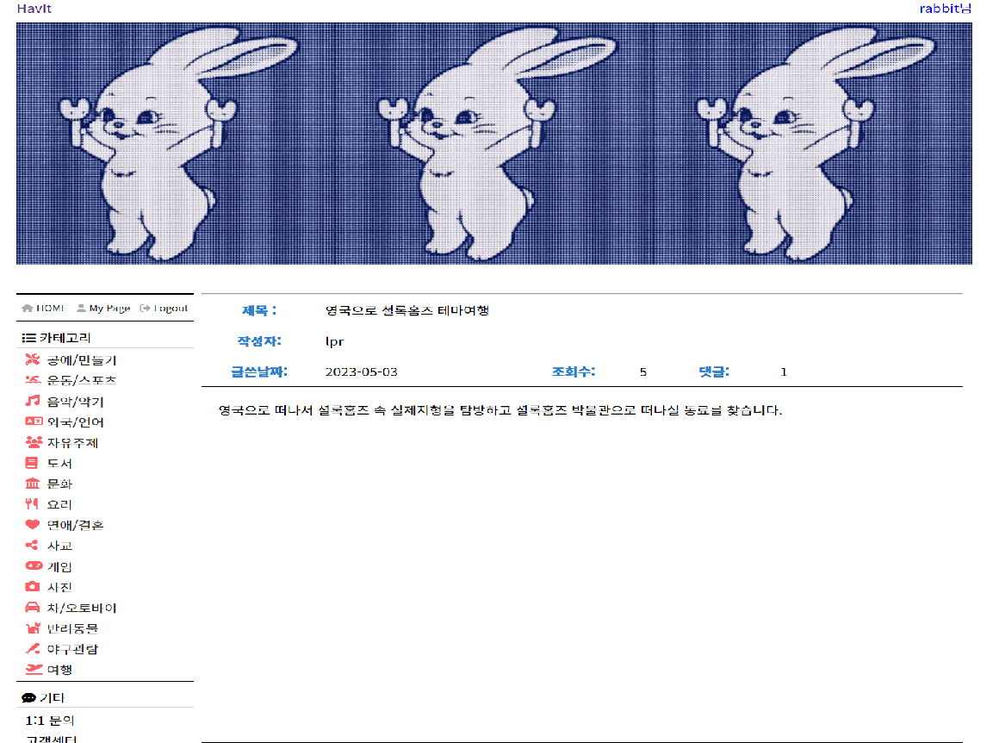 HavIt
rabbit님
HOME My Page Logout
카테고리
공예/만들기
운동/스포츠
음악/악기
외국/언어
자유주제
도서
문화
요리
연애/결혼
사교
게임
사진
차/오토바이
반려동물
야구관람
여행
기타
1:1 문의
고객센터
제목 : 영국으로 셜록홈즈 테마여행
작성자: lpr
글쓴날짜: 2023-05-03 조회수: 5 댓글: 1
영국으로 떠나서 셜록홈즈 속 실제지형을 탐방하고 셜록홈즈 박물관으로 떠나실 동료를 찾습니다.